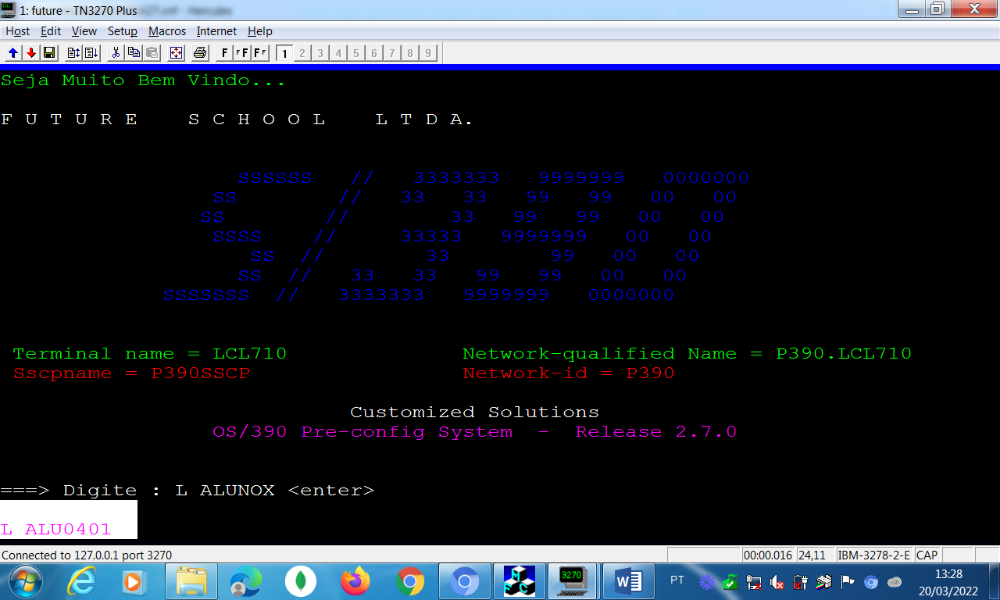 1: future - TN3270 Plus
Host Edit View Setup Macros Internet Help
F F F F F 1 2 3 4 5 6 7 8 9
Seja Muito Bem Vindo...
F U T U R E    S C H O O L    L T D A.
SSSSSS // 3333333 9999999 0000000
SS // 33 33 99 99 00 00
SS // 33 99 99 00 00
SSSS // 33333 9999999 00 00
SS // 33 99 00 00
SS // 33 33 99 99 00 00
SSSSSSS // 3333333 9999999 0000000
Terminal name = LCL710 Network-qualified Name = P390.LCL710
Sscpname = P390SSCP Network-id = P390
Customized Solutions
OS/390 Pre-config System - Release 2.7.0
===> Digite : L ALUNOX <enter>
L ALU0401
Connected to 127.0.0.1 port 3270 00:00.016 24,11 IBM-3278-2-E CAP
3270 W PT 13:28
20/03/2022